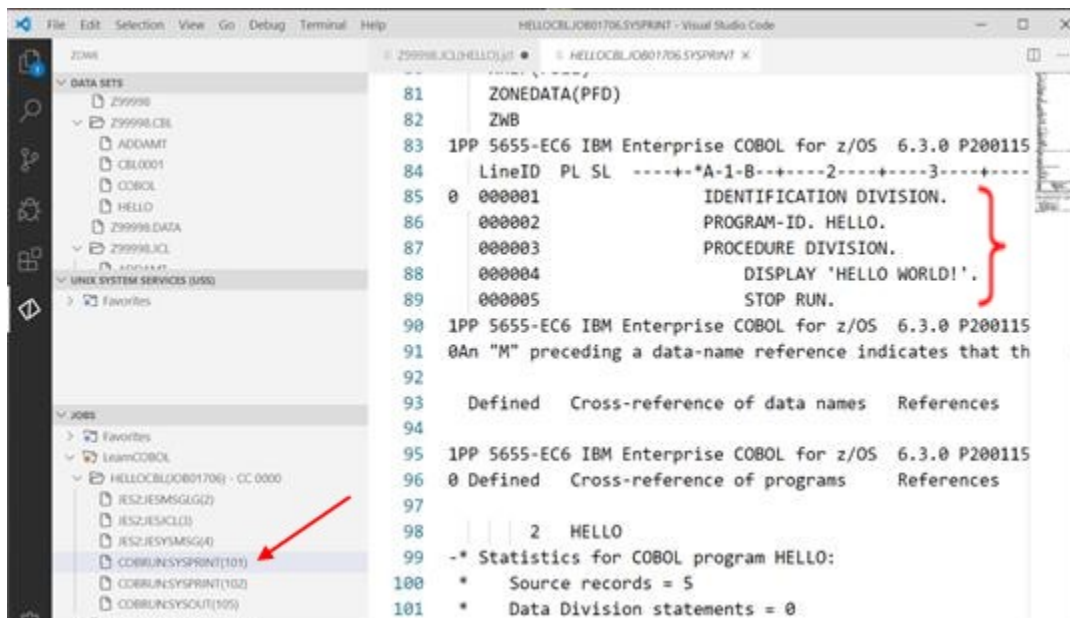 File Edit Selection View Go Debug Terminal Help HELLOCBL.JOB01706.SYSPRINT - Visual Studio Code
ZOWE
Z99998.JCL(HELLO).jcl ● HELLOCBL.JOB01706.SYSPRINT ×
DATA SETS
Z99998
Z99998.CBL
ADDAMT
CBL0001
COBOL
HELLO
Z99998.DATA
Z99998.JCL
ADDAMT
UNIX SYSTEM SERVICES (USS)
Favorites
JOBS
Favorites
LearnCOBOL
HELLOCBL(JOB01706) - CC 0000
JES2:JESMSGLG(2)
JES2:JESJCL(3)
JES2:JESYSMSG(4)
COBRUN:SYSPRINT(101)
COBRUN:SYSPRINT(102)
COBRUN:SYSOUT(105)
81 ZONEDATA(PFD)
82 ZWB
83 1PP 5655-EC6 IBM Enterprise COBOL for z/OS 6.3.0 P200115
84 LineID PL SL ----+-*A-1-B--+----2----+----3----+----
85 0 000001 IDENTIFICATION DIVISION.
86 000002 PROGRAM-ID. HELLO.
87 000003 PROCEDURE DIVISION.
88 000004 DISPLAY 'HELLO WORLD!'.
89 000005 STOP RUN.
90 1PP 5655-EC6 IBM Enterprise COBOL for z/OS 6.3.0 P200115
91 0An "M" preceding a data-name reference indicates that th
92
93 Defined Cross-reference of data names References
94
95 1PP 5655-EC6 IBM Enterprise COBOL for z/OS 6.3.0 P200115
96 0 Defined Cross-reference of programs References
97
98 2 HELLO
99 -* Statistics for COBOL program HELLO:
100 * Source records = 5
101 * Data Division statements = 0